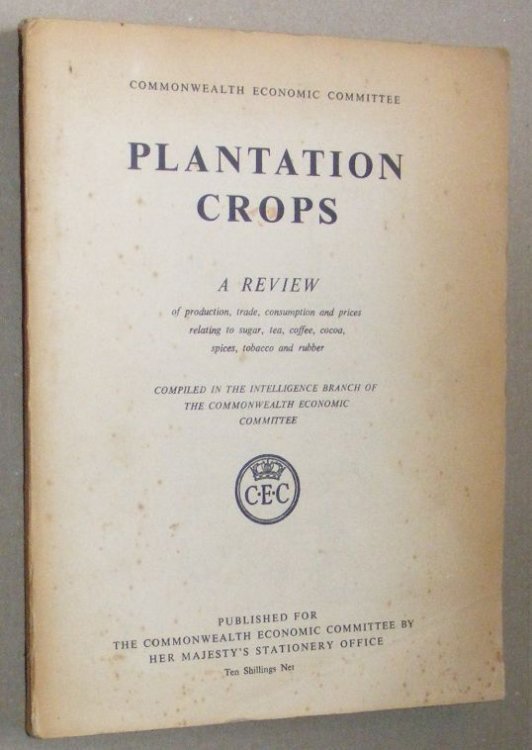 COMMONWEALTH ECONOMIC COMMITTEE
PLANTATION
CROPS
A REVIEW
of production, trade, consumption and prices
relating to sugar, tea, coffee, cocoa,
spices, tobacco and rubber
COMPILED IN THE INTELLIGENCE BRANCH OF
THE COMMONWEALTH ECONOMIC
COMMITTEE
C·E·C
PUBLISHED FOR
THE COMMONWEALTH ECONOMIC COMMITTEE BY
HER MAJESTY'S STATIONERY OFFICE
Ten Shillings Net